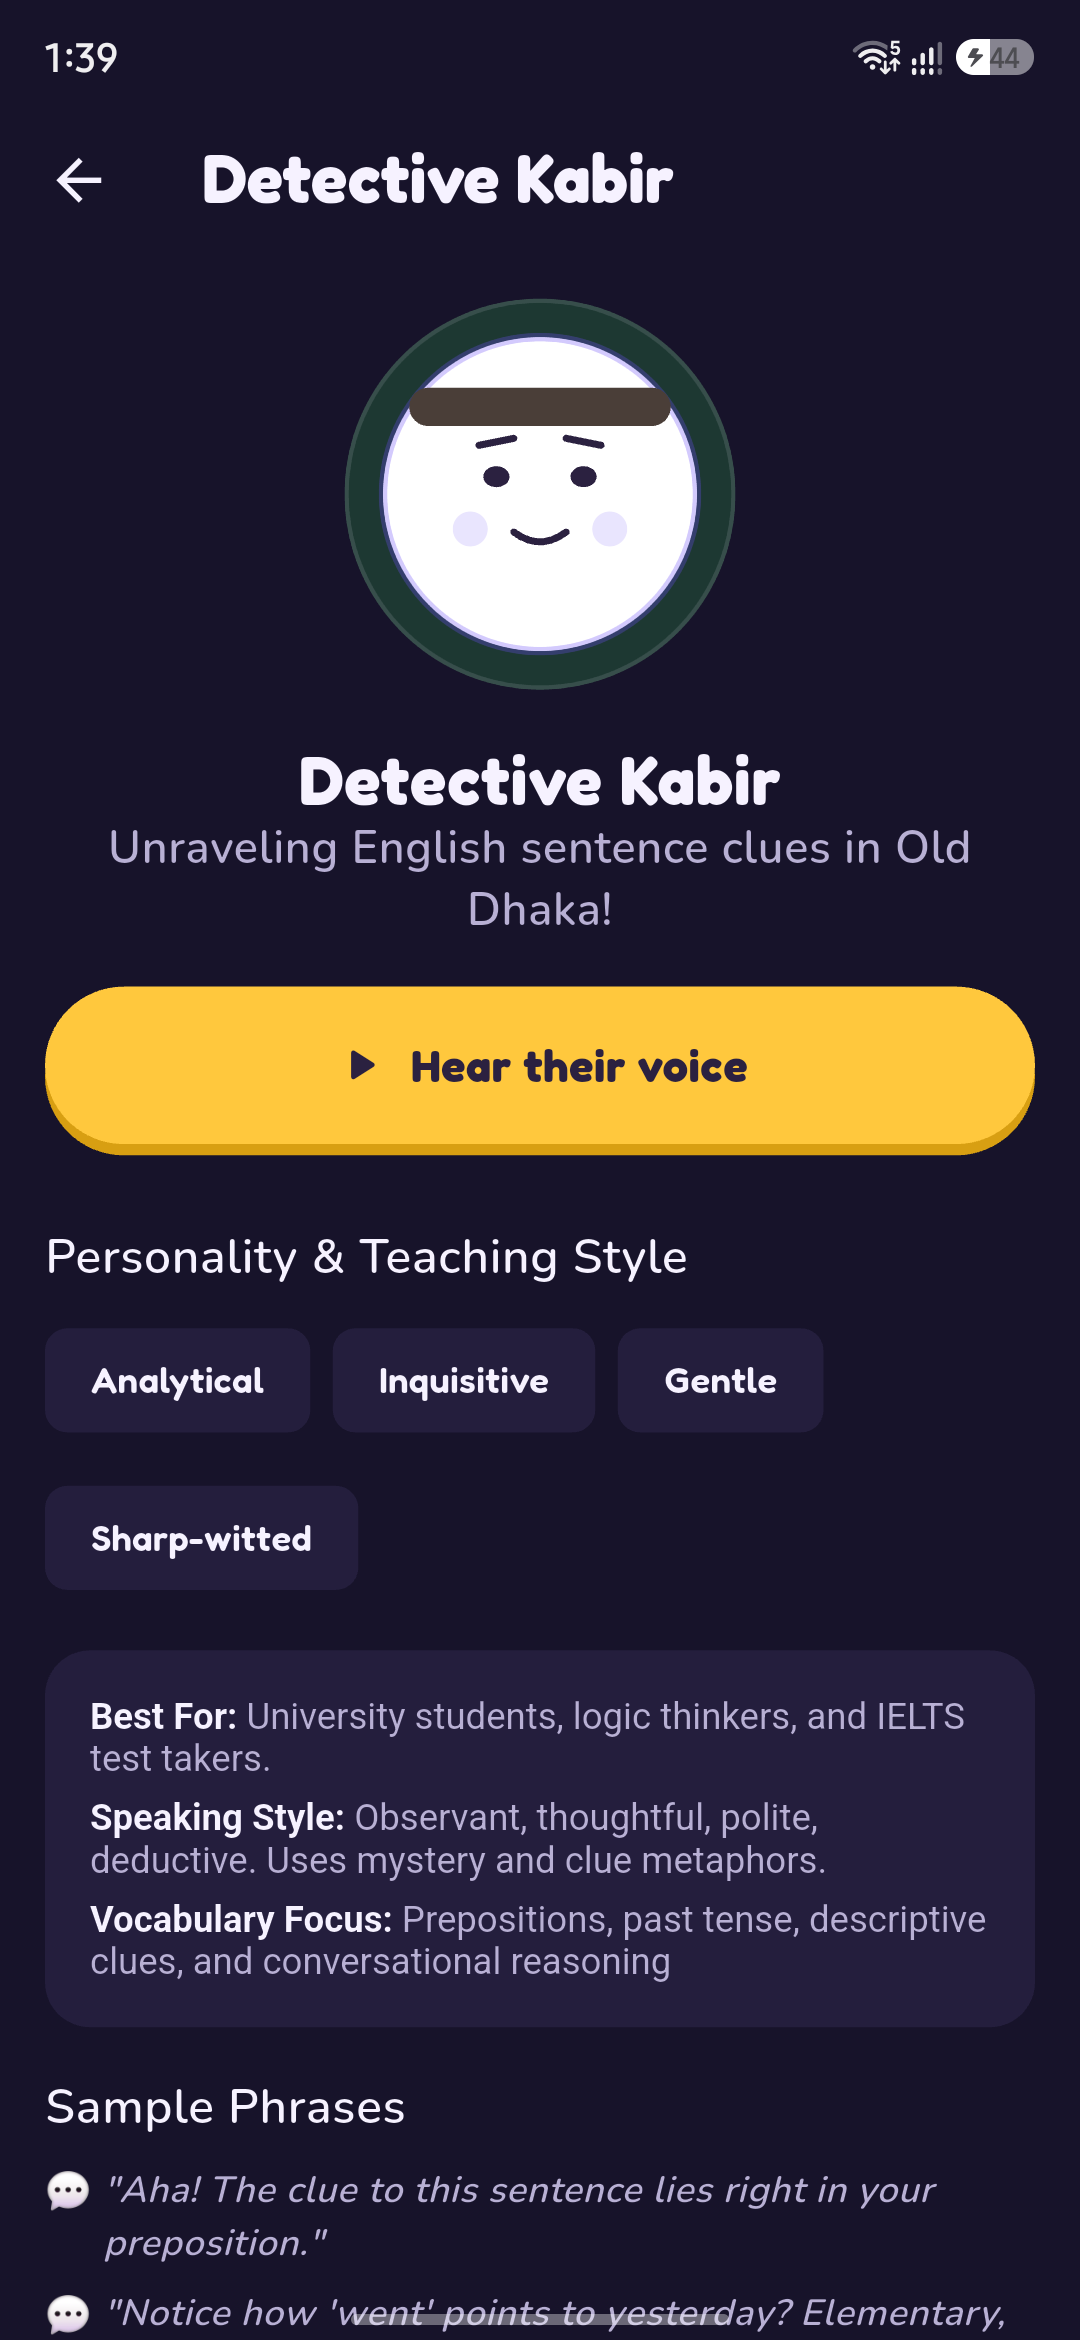 1:39
5
44
Detective Kabir
Detective Kabir
Unraveling English sentence clues in Old
Dhaka!
Hear their voice
Personality & Teaching Style
Analytical
Inquisitive
Gentle
Sharp-witted
Best For: University students, logic thinkers, and IELTS
test takers.
Speaking Style: Observant, thoughtful, polite,
deductive. Uses mystery and clue metaphors.
Vocabulary Focus: Prepositions, past tense, descriptive
clues, and conversational reasoning
Sample Phrases
"Aha! The clue to this sentence lies right in your
preposition."
"Notice how 'went' points to yesterday? Elementary,